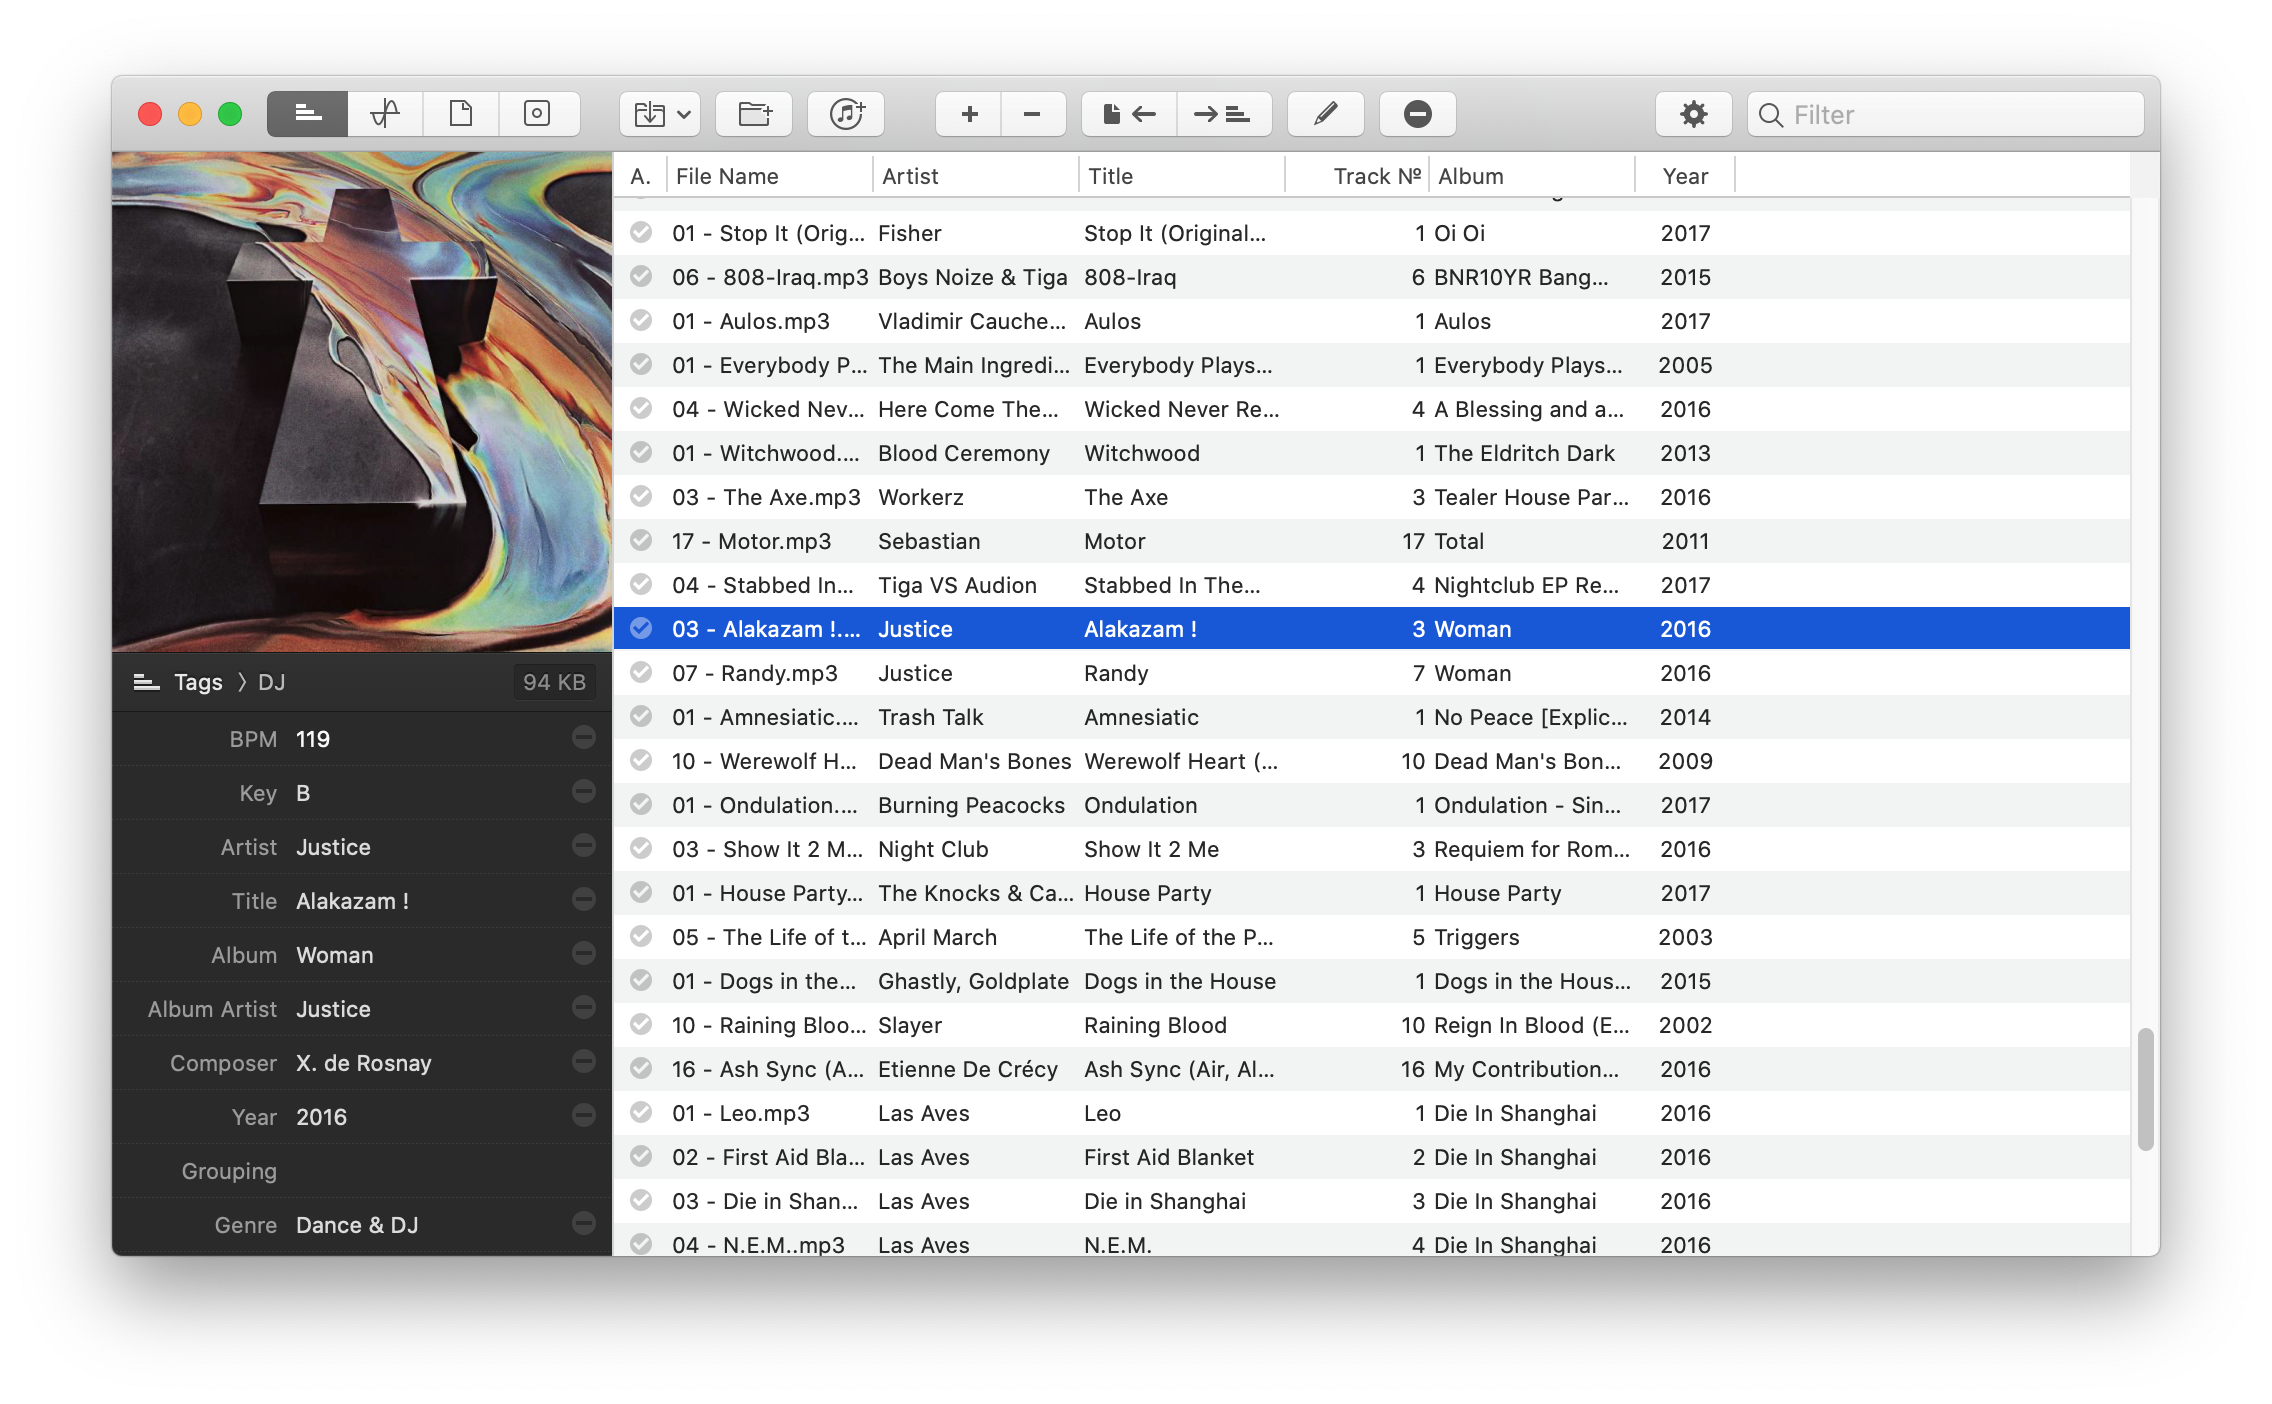 Filter
A. File Name Artist Title Track № Album Year
01 - Stop It (Orig... Fisher Stop It (Original... 1 Oi Oi 2017
06 - 808-Iraq.mp3 Boys Noize & Tiga 808-Iraq 6 BNR10YR Bang... 2015
01 - Aulos.mp3 Vladimir Cauche... Aulos 1 Aulos 2017
01 - Everybody P... The Main Ingredi... Everybody Plays... 1 Everybody Plays... 2005
04 - Wicked Nev... Here Come The... Wicked Never Re... 4 A Blessing and a... 2016
01 - Witchwood.... Blood Ceremony Witchwood 1 The Eldritch Dark 2013
03 - The Axe.mp3 Workerz The Axe 3 Tealer House Par... 2016
17 - Motor.mp3 Sebastian Motor 17 Total 2011
04 - Stabbed In... Tiga VS Audion Stabbed In The... 4 Nightclub EP Re... 2017
03 - Alakazam !.... Justice Alakazam ! 3 Woman 2016
07 - Randy.mp3 Justice Randy 7 Woman 2016
01 - Amnesiatic.... Trash Talk Amnesiatic 1 No Peace [Explic... 2014
10 - Werewolf H... Dead Man's Bones Werewolf Heart (... 10 Dead Man's Bon... 2009
01 - Ondulation.... Burning Peacocks Ondulation 1 Ondulation - Sin... 2017
03 - Show It 2 M... Night Club Show It 2 Me 3 Requiem for Rom... 2016
01 - House Party... The Knocks & Ca... House Party 1 House Party 2017
05 - The Life of t... April March The Life of the P... 5 Triggers 2003
01 - Dogs in the... Ghastly, Goldplate Dogs in the House 1 Dogs in the Hous... 2015
10 - Raining Bloo... Slayer Raining Blood 10 Reign In Blood (E... 2002
16 - Ash Sync (A... Etienne De Crécy Ash Sync (Air, Al... 16 My Contribution... 2016
01 - Leo.mp3 Las Aves Leo 1 Die In Shanghai 2016
02 - First Aid Bla... Las Aves First Aid Blanket 2 Die In Shanghai 2016
03 - Die in Shan... Las Aves Die in Shanghai 3 Die In Shanghai 2016
04 - N.E.M..mp3 Las Aves N.E.M. 4 Die In Shanghai 2016
Tags 〉 DJ 94 KB
BPM 119
Key B
Artist Justice
Title Alakazam !
Album Woman
Album Artist Justice
Composer X. de Rosnay
Year 2016
Grouping
Genre Dance & DJ